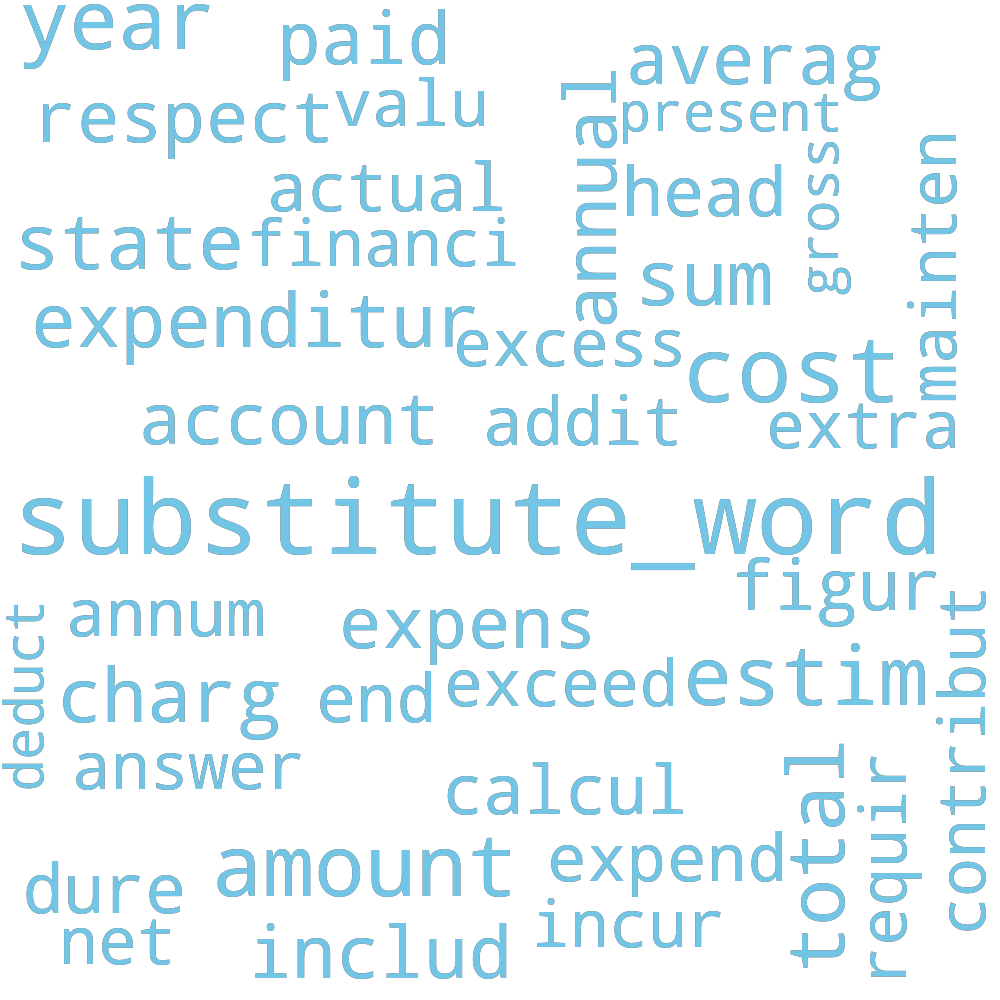 year
paid
averag
respect
valu
annual
present
gross
mainten
actual
head
state
financi
sum
expenditur
excess
cost
account
addit
extra
substitute_word
figur
deduct
annum
expens
contribut
charg
end
exceed
estim
answer
calcul
total
requir
amount
expend
dure
net
includ
incur